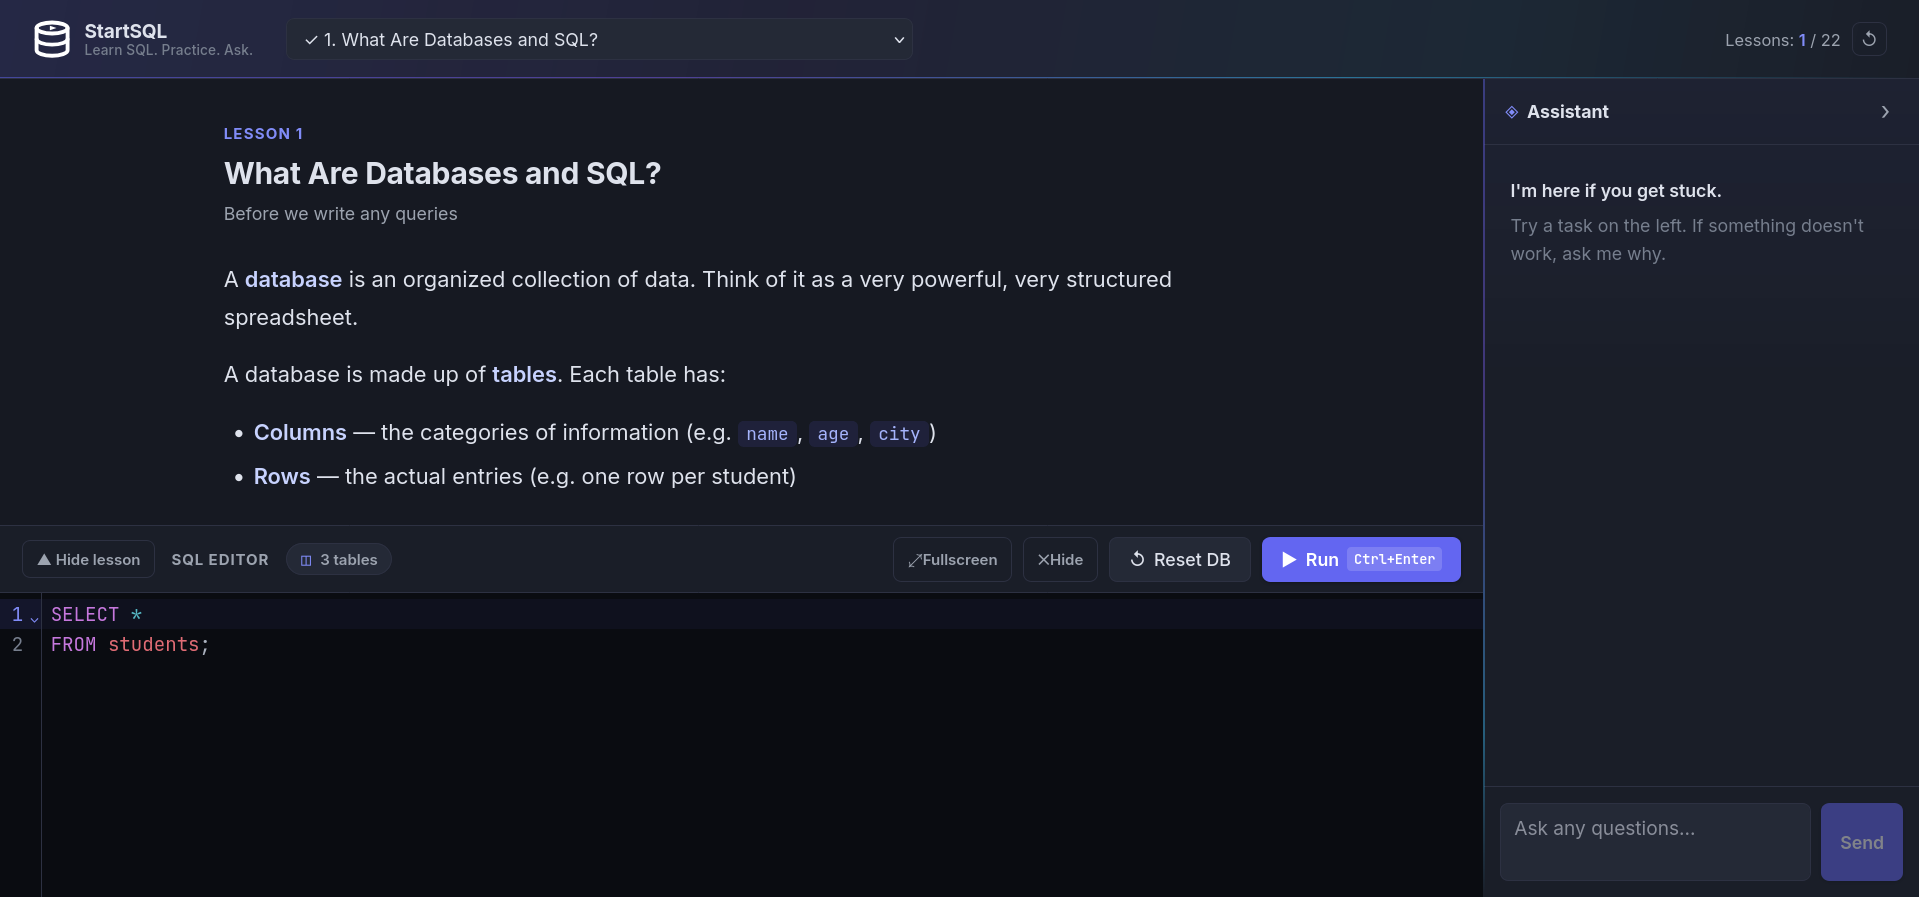 StartSQL
Learn SQL. Practice. Ask.
✓ 1. What Are Databases and SQL?
Lessons: 1 / 22
LESSON 1
What Are Databases and SQL?
Before we write any queries
A database is an organized collection of data. Think of it as a very powerful, very structured
spreadsheet.
A database is made up of tables. Each table has:
• Columns — the categories of information (e.g. name, age, city)
• Rows — the actual entries (e.g. one row per student)
▲ Hide lesson
SQL EDITOR
3 tables
Fullscreen
Hide
Reset DB
Run Ctrl+Enter
1 SELECT *
2 FROM students;
Assistant
I'm here if you get stuck.
Try a task on the left. If something doesn't
work, ask me why.
Ask any questions...
Send